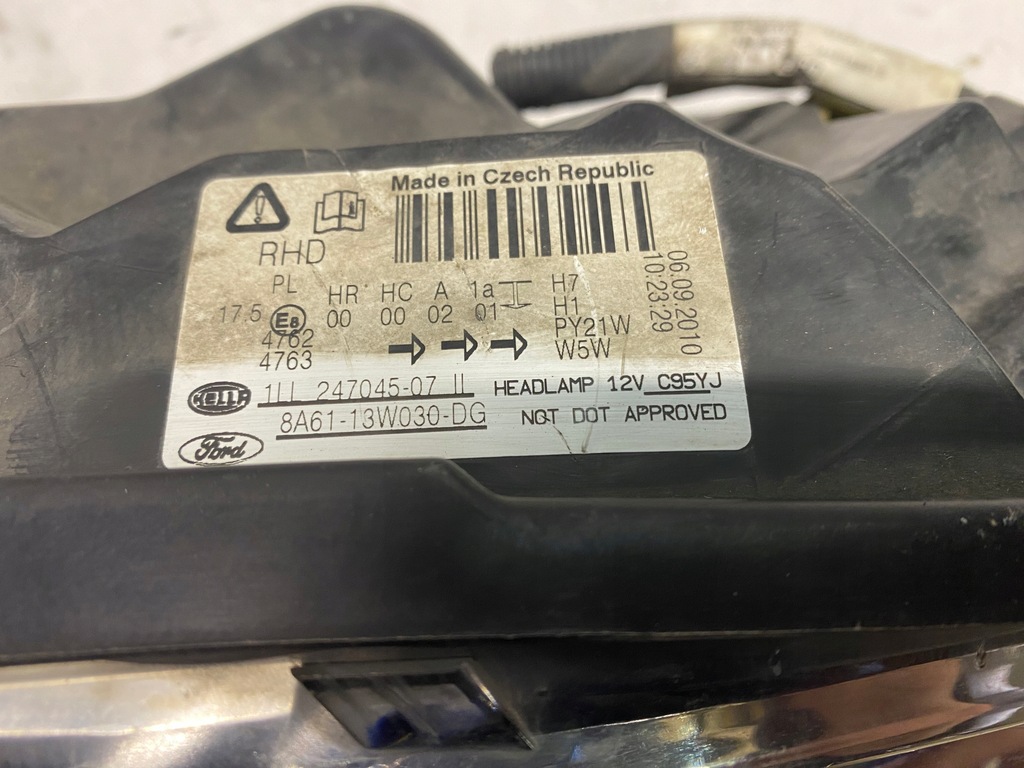 Made in Czech Republic
RHD
PL HR HC A 1a H7
17.5 E8 00 00 02 01 H1
4762 PY21W
4763 W5W
06.09.2010
10:23:29
HELLA 1LL 247045-07 IL HEADLAMP 12V C95YJ
Ford 8A61-13W030-DG NOT DOT APPROVED